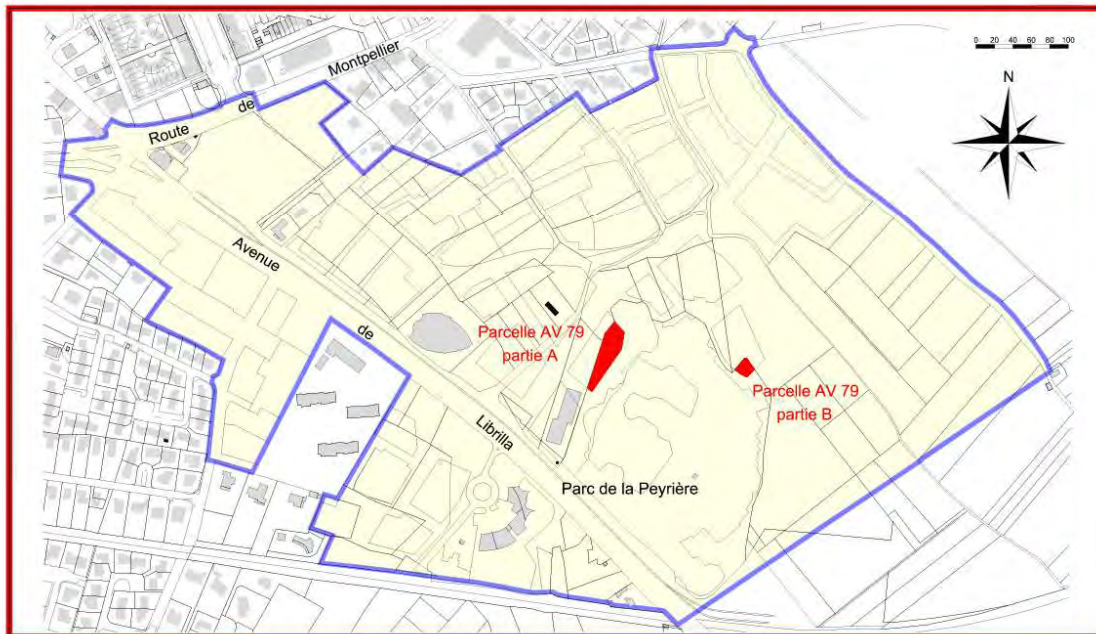 0 20 40 60 80 100
N
Route de Montpellier
Avenue de Librilla
Parcelle AV 79
partie A
Parcelle AV 79
partie B
Parc de la Peyrière